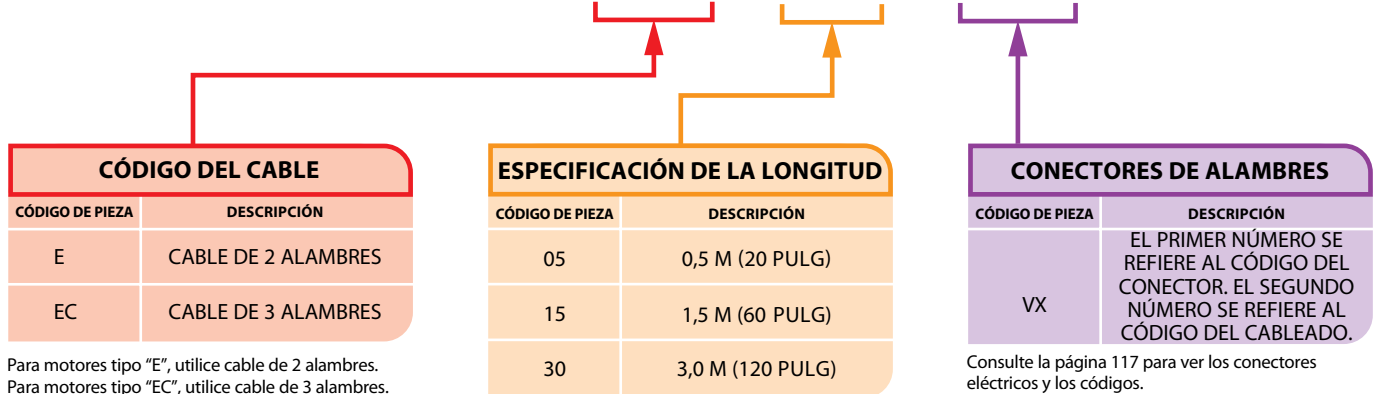 CÓDIGO DEL CABLE
CÓDIGO DE PIEZA DESCRIPCIÓN
E CABLE DE 2 ALAMBRES
EC CABLE DE 3 ALAMBRES
Para motores tipo “E”, utilice cable de 2 alambres.
Para motores tipo “EC”, utilice cable de 3 alambres.
ESPECIFICACIÓN DE LA LONGITUD
CÓDIGO DE PIEZA DESCRIPCIÓN
05 0,5 M (20 PULG)
15 1,5 M (60 PULG)
30 3,0 M (120 PULG)
CONECTORES DE ALAMBRES
CÓDIGO DE PIEZA DESCRIPCIÓN
EL PRIMER NÚMERO SE
REFIERE AL CÓDIGO DEL
CONECTOR. EL SEGUNDO
VX NÚMERO SE REFIERE AL
CÓDIGO DEL CABLEADO.
Consulte la página 117 para ver los conectores
eléctricos y los códigos.